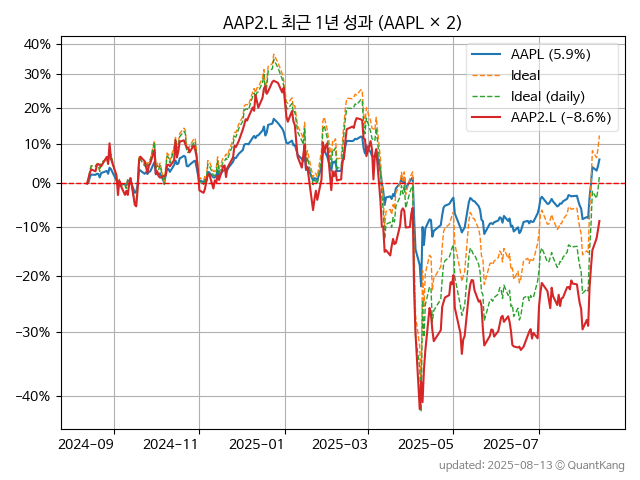 AAP2.L 최근 1년 성과 (AAPL × 2)
40%
30%
20%
10%
0%
−10%
−20%
−30%
−40%
AAPL (5.9%)
Ideal
Ideal (daily)
AAP2.L (−8.6%)
2024-09
2024-11
2025-01
2025-03
2025-05
2025-07
updated: 2025-08-13 © QuantKang